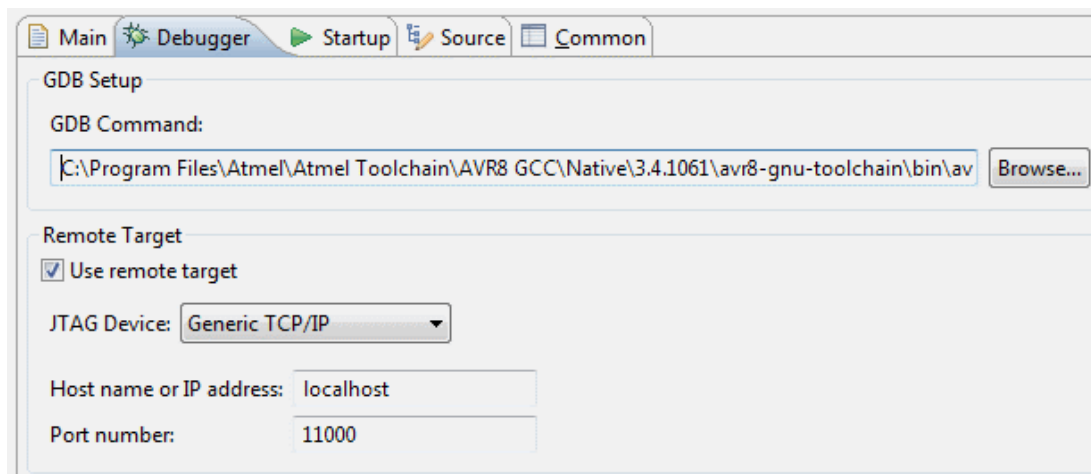 Main Debugger Startup Source Common
GDB Setup
GDB Command:
C:\Program Files\Atmel\Atmel Toolchain\AVR8 GCC\Native\3.4.1061\avr8-gnu-toolchain\bin\av Browse...
Remote Target
Use remote target
JTAG Device: Generic TCP/IP
Host name or IP address: localhost
Port number: 11000